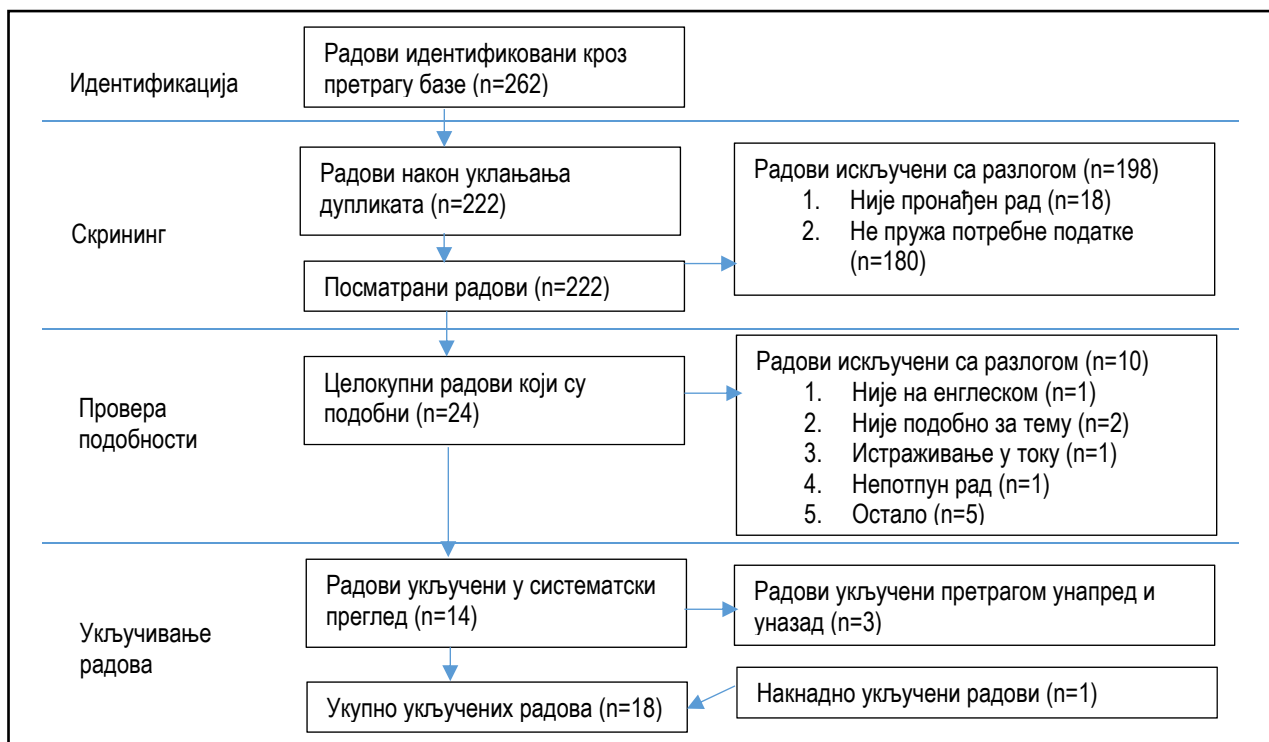 Идентификација
Радови идентификовани кроз
претрагу базе (n=262)
Скрининг
Радови након уклањања
дупликата (n=222)
Посматрани радови (n=222)
Радови искључени са разлогом (n=198)
1. Није пронађен рад (n=18)
2. Не пружа потребне податке
(n=180)
Провера
подобности
Целокупни радови који су
подобни (n=24)
Радови искључени са разлогом (n=10)
1. Није на енглеском (n=1)
2. Није подобно за тему (n=2)
3. Истраживање у току (n=1)
4. Непотпун рад (n=1)
5. Остало (n=5)
Укључивање
радова
Радови укључени у систематски
преглед (n=14)
Радови укључени претрагом унапред и
уназад (n=3)
Укупно укључених радова (n=18)
Накнадно укључени радови (n=1)